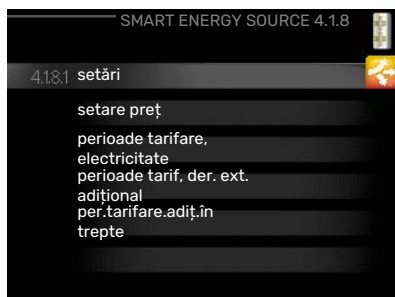 SMART ENERGY SOURCE 4.1.8
4.1.8.1 setări
setare preț
perioade tarifare,
electricitate
perioade tarif, der. ext.
adițional
per.tarifare.adiț.în
trepte